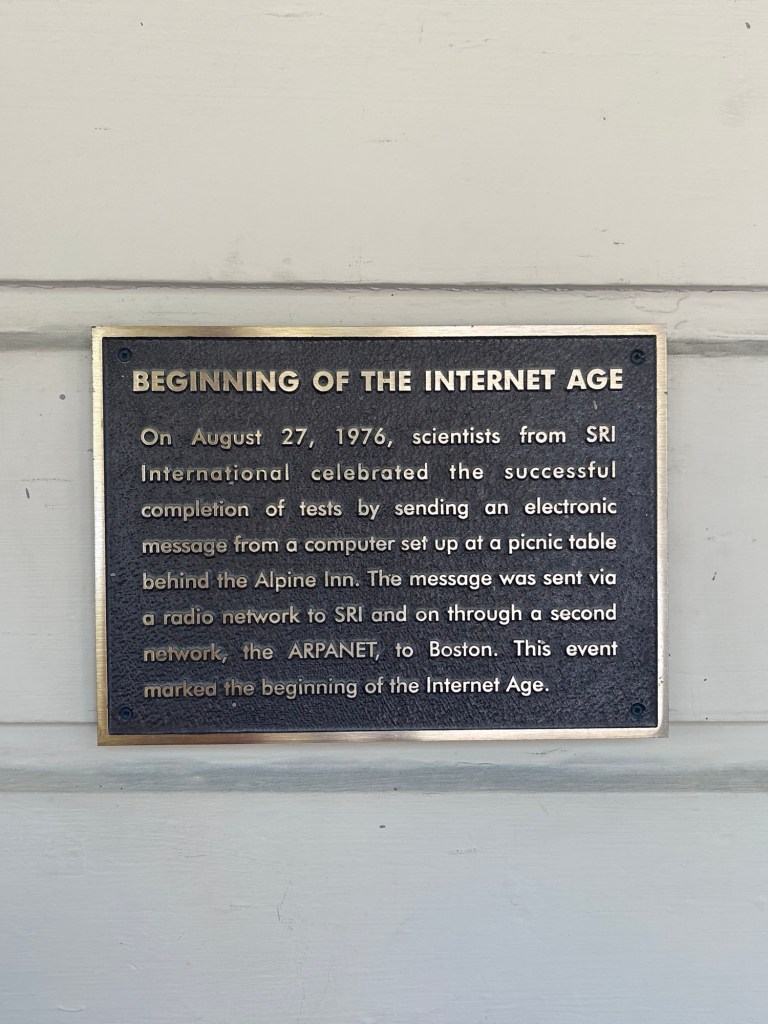 BEGINNING OF THE INTERNET AGE
On August 27, 1976, scientists from SRI
International celebrated the successful
completion of tests by sending an electronic
message from a computer set up at a picnic table
behind the Alpine Inn. The message was sent via
a radio network to SRI and on through a second
network, the ARPANET, to Boston. This event
marked the beginning of the Internet Age.